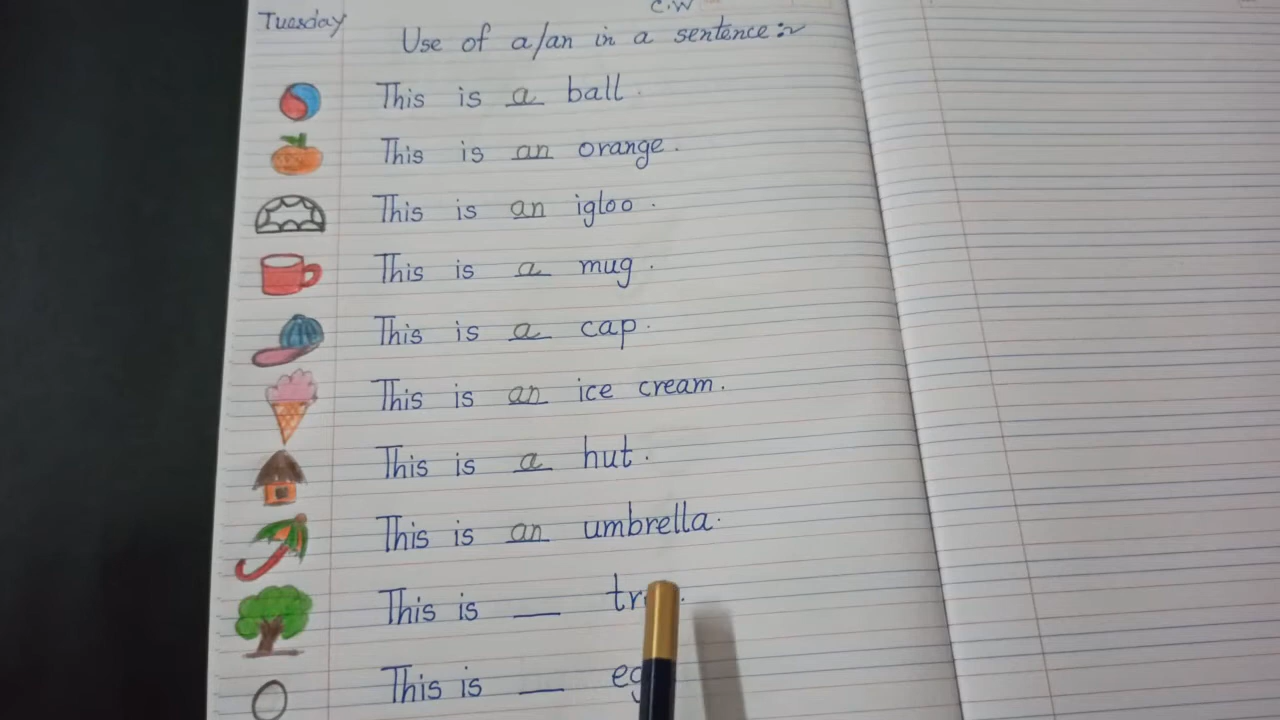 C.W
Tuesday
Use of a/an in a sentence:~
This is a ball.
This is an orange.
This is an igloo.
This is a mug.
This is a cap.
This is an ice cream.
This is a hut.
This is an umbrella.
This is __
This is __